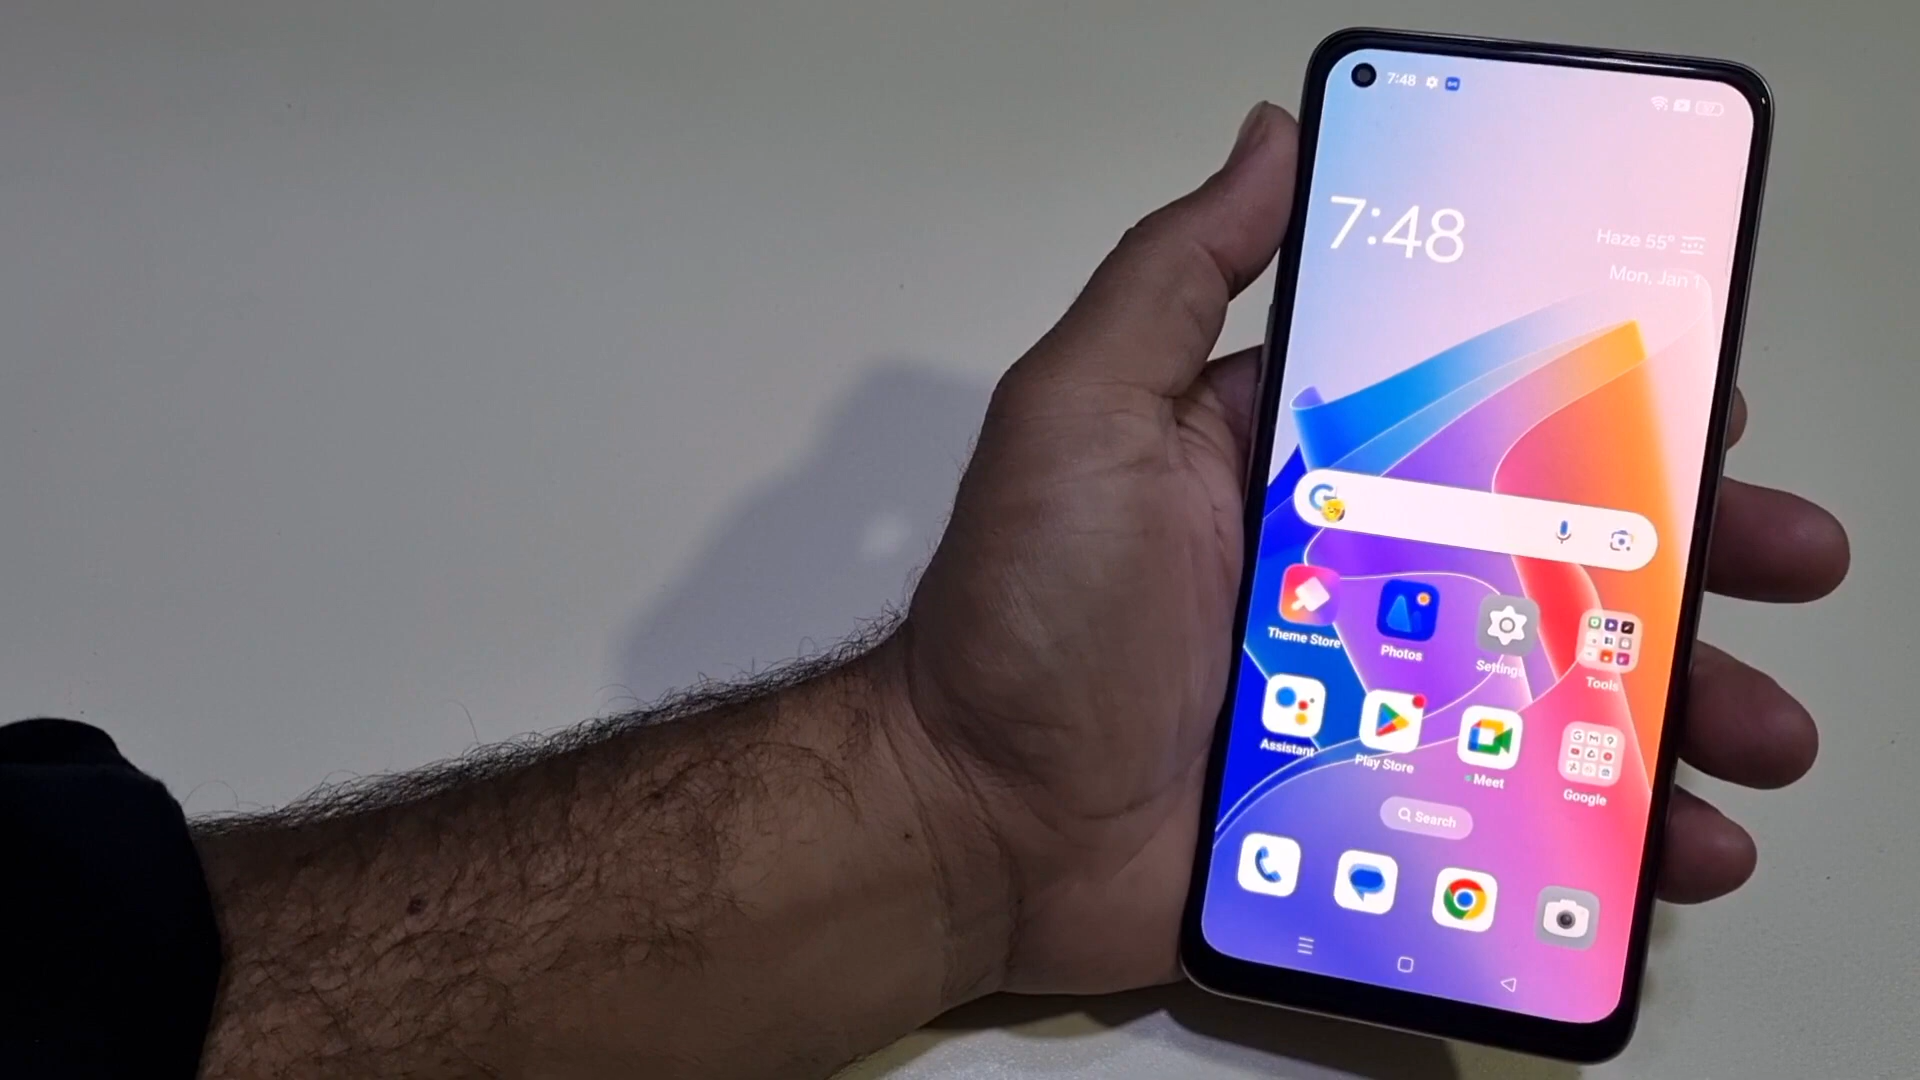 7:48
7:48
Haze 55°
Mon, Jan 1
Theme Store
Photos
Settings
Tools
Assistant
Play Store
Meet
Google
Search